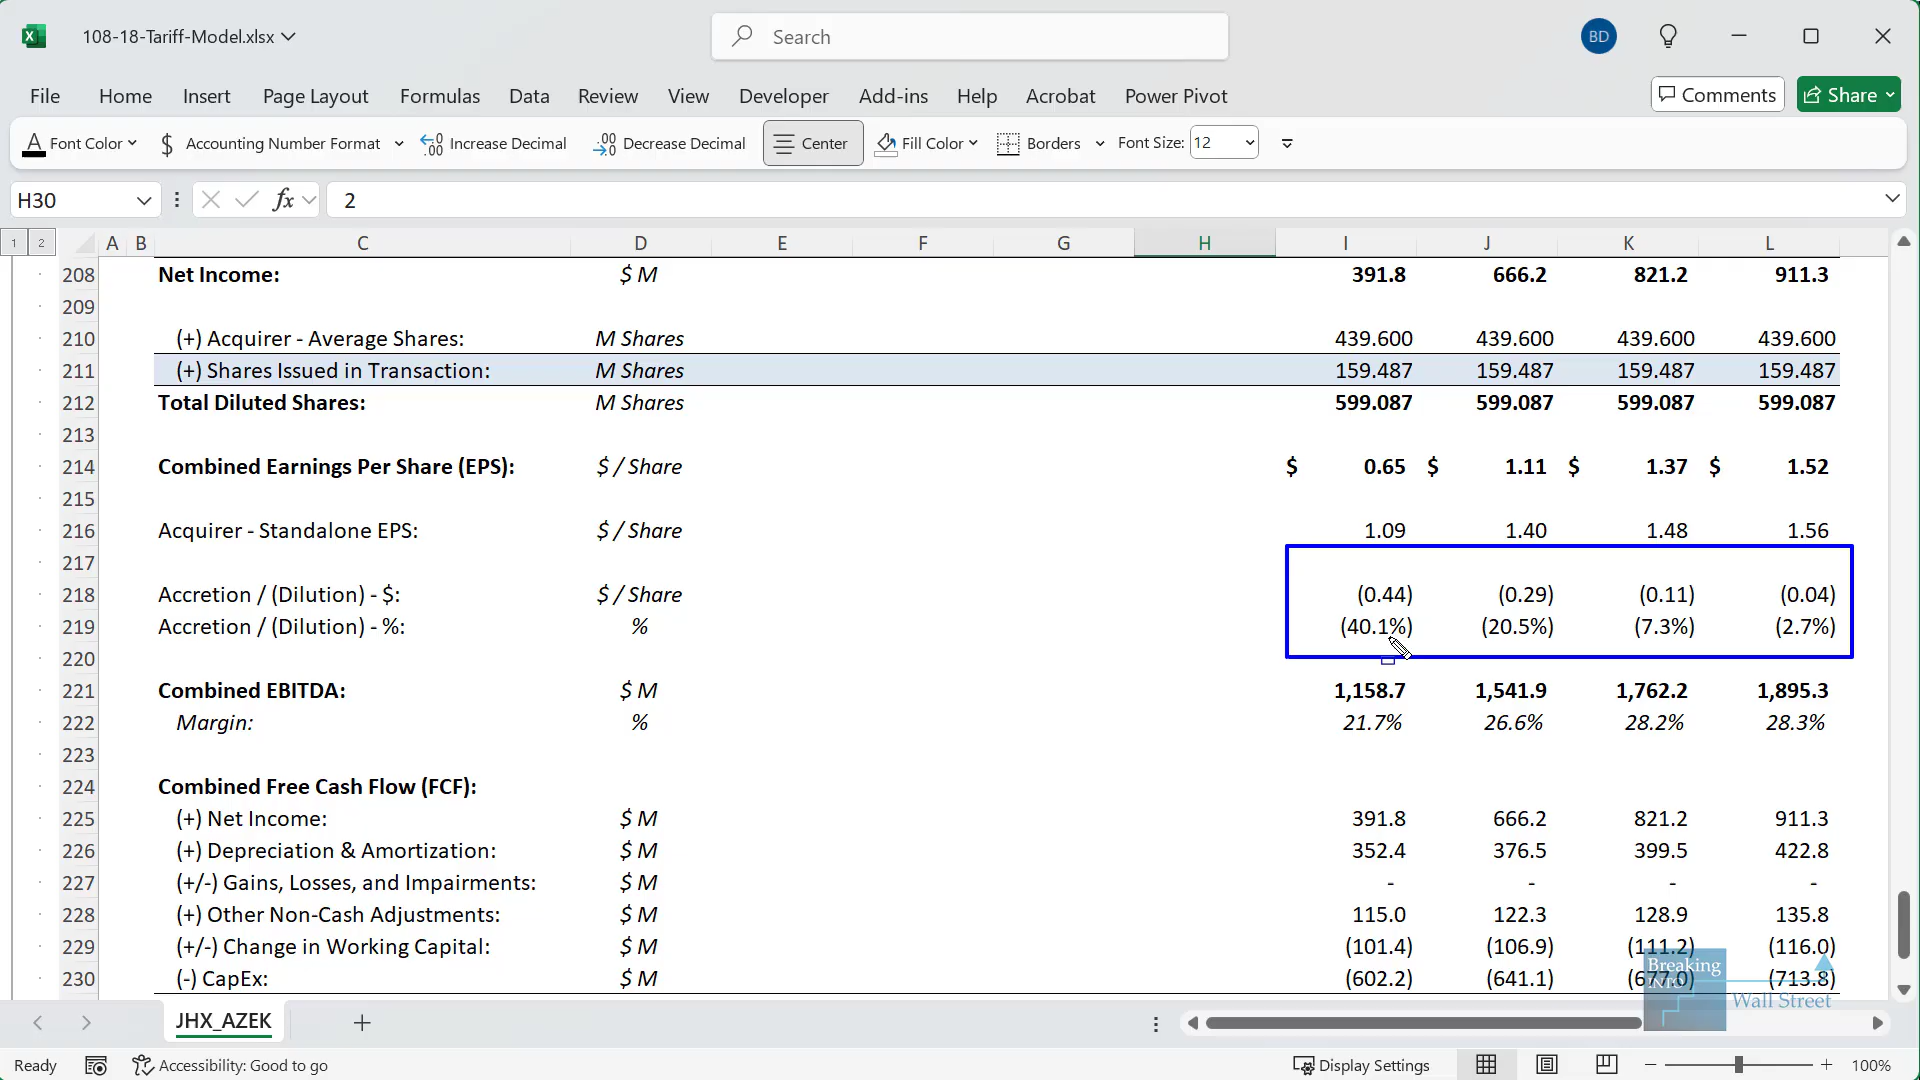 108-18-Tariff-Model.xlsx
Search
BD
File Home Insert Page Layout Formulas Data Review View Developer Add-ins Help Acrobat Power Pivot
Comments Share
Font Color Accounting Number Format Increase Decimal Decrease Decimal Center Fill Color Borders Font Size: 12
H30 fx 2
1 2 A B C D E F G H I J K L
208 Net Income: $ M 391.8 666.2 821.2 911.3
209
210 (+) Acquirer - Average Shares: M Shares 439.600 439.600 439.600 439.600
211 (+) Shares Issued in Transaction: M Shares 159.487 159.487 159.487 159.487
212 Total Diluted Shares: M Shares 599.087 599.087 599.087 599.087
213
214 Combined Earnings Per Share (EPS): $ / Share $ 0.65 $ 1.11 $ 1.37 $ 1.52
215
216 Acquirer - Standalone EPS: $ / Share 1.09 1.40 1.48 1.56
217
218 Accretion / (Dilution) - $: $ / Share (0.44) (0.29) (0.11) (0.04)
219 Accretion / (Dilution) - %: % (40.1%) (20.5%) (7.3%) (2.7%)
220
221 Combined EBITDA: $ M 1,158.7 1,541.9 1,762.2 1,895.3
222 Margin: % 21.7% 26.6% 28.2% 28.3%
223
224 Combined Free Cash Flow (FCF):
225 (+) Net Income: $ M 391.8 666.2 821.2 911.3
226 (+) Depreciation & Amortization: $ M 352.4 376.5 399.5 422.8
227 (+/-) Gains, Losses, and Impairments: $ M - - - -
228 (+) Other Non-Cash Adjustments: $ M 115.0 122.3 128.9 135.8
229 (+/-) Change in Working Capital: $ M (101.4) (106.9) (111.2) (116.0)
230 (-) CapEx: $ M (602.2) (641.1) (677.0) (713.8)
Breaking
INTO
Wall Street
JHX_AZEK
Ready Accessibility: Good to go Display Settings 100%